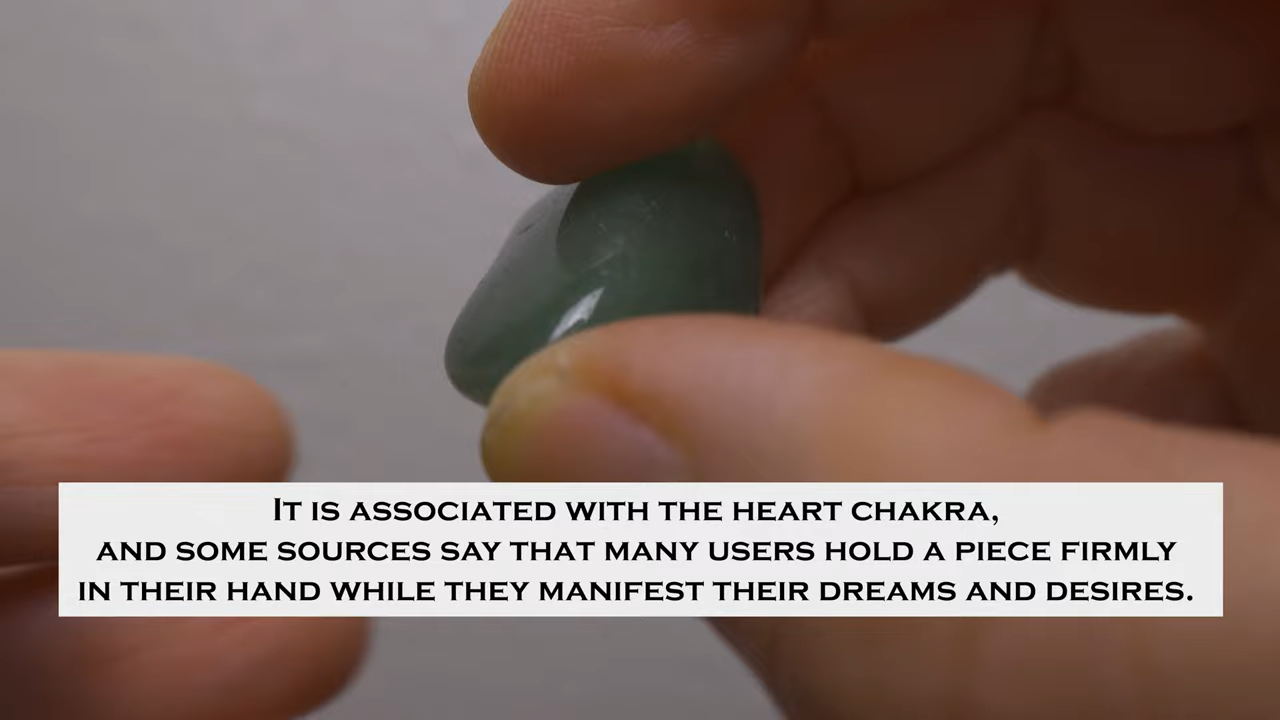 It is associated with the heart chakra,
and some sources say that many users hold a piece firmly
in their hand while they manifest their dreams and desires.